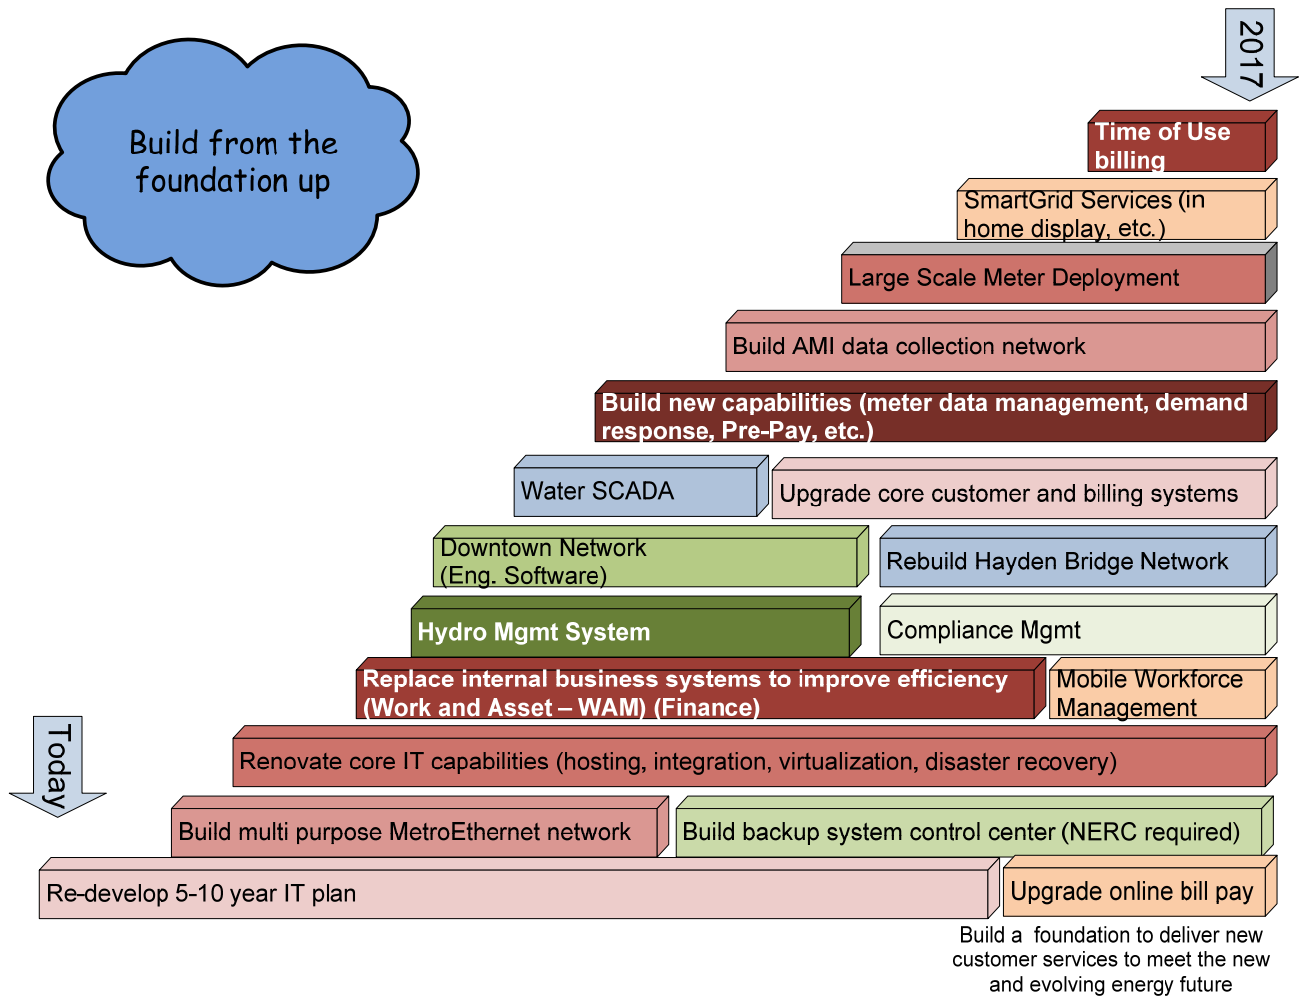 2017
Build from the
foundation up
Time of Use
billing
SmartGrid Services (in
home display, etc.)
Large Scale Meter Deployment
Build AMI data collection network
Build new capabilities (meter data management, demand
response, Pre-Pay, etc.)
Water SCADA
Upgrade core customer and billing systems
Downtown Network
(Eng. Software)
Rebuild Hayden Bridge Network
Hydro Mgmt System
Compliance Mgmt
Replace internal business systems to improve efficiency
(Work and Asset – WAM) (Finance)
Mobile Workforce
Management
Today
Renovate core IT capabilities (hosting, integration, virtualization, disaster recovery)
Build multi purpose MetroEthernet network
Build backup system control center (NERC required)
Re-develop 5-10 year IT plan
Upgrade online bill pay
Build a foundation to deliver new
customer services to meet the new
and evolving energy future